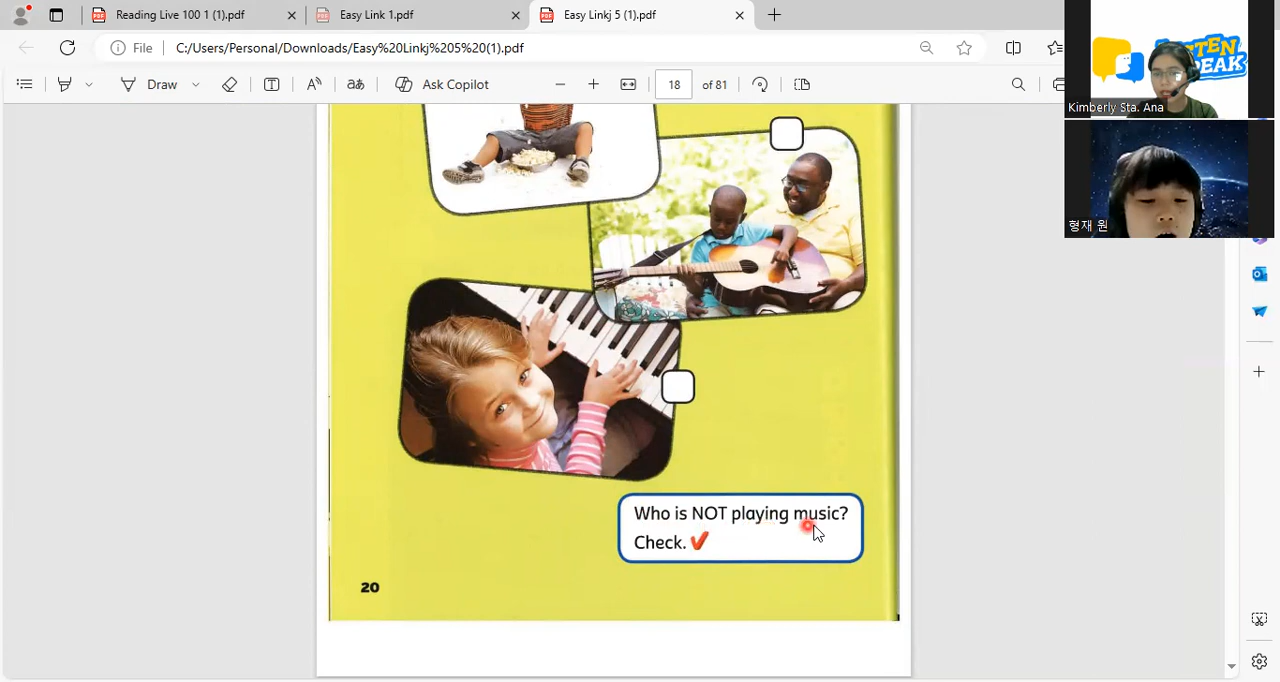 Reading Live 100 1 (1).pdf
Easy Link 1.pdf
Easy Linkj 5 (1).pdf
File
C:/Users/Personal/Downloads/Easy%20Linkj%205%20(1).pdf
Draw
aあ
Ask Copilot
18 of 81
Kimberly Sta. Ana
형재 원
Who is NOT playing music?
Check.
20